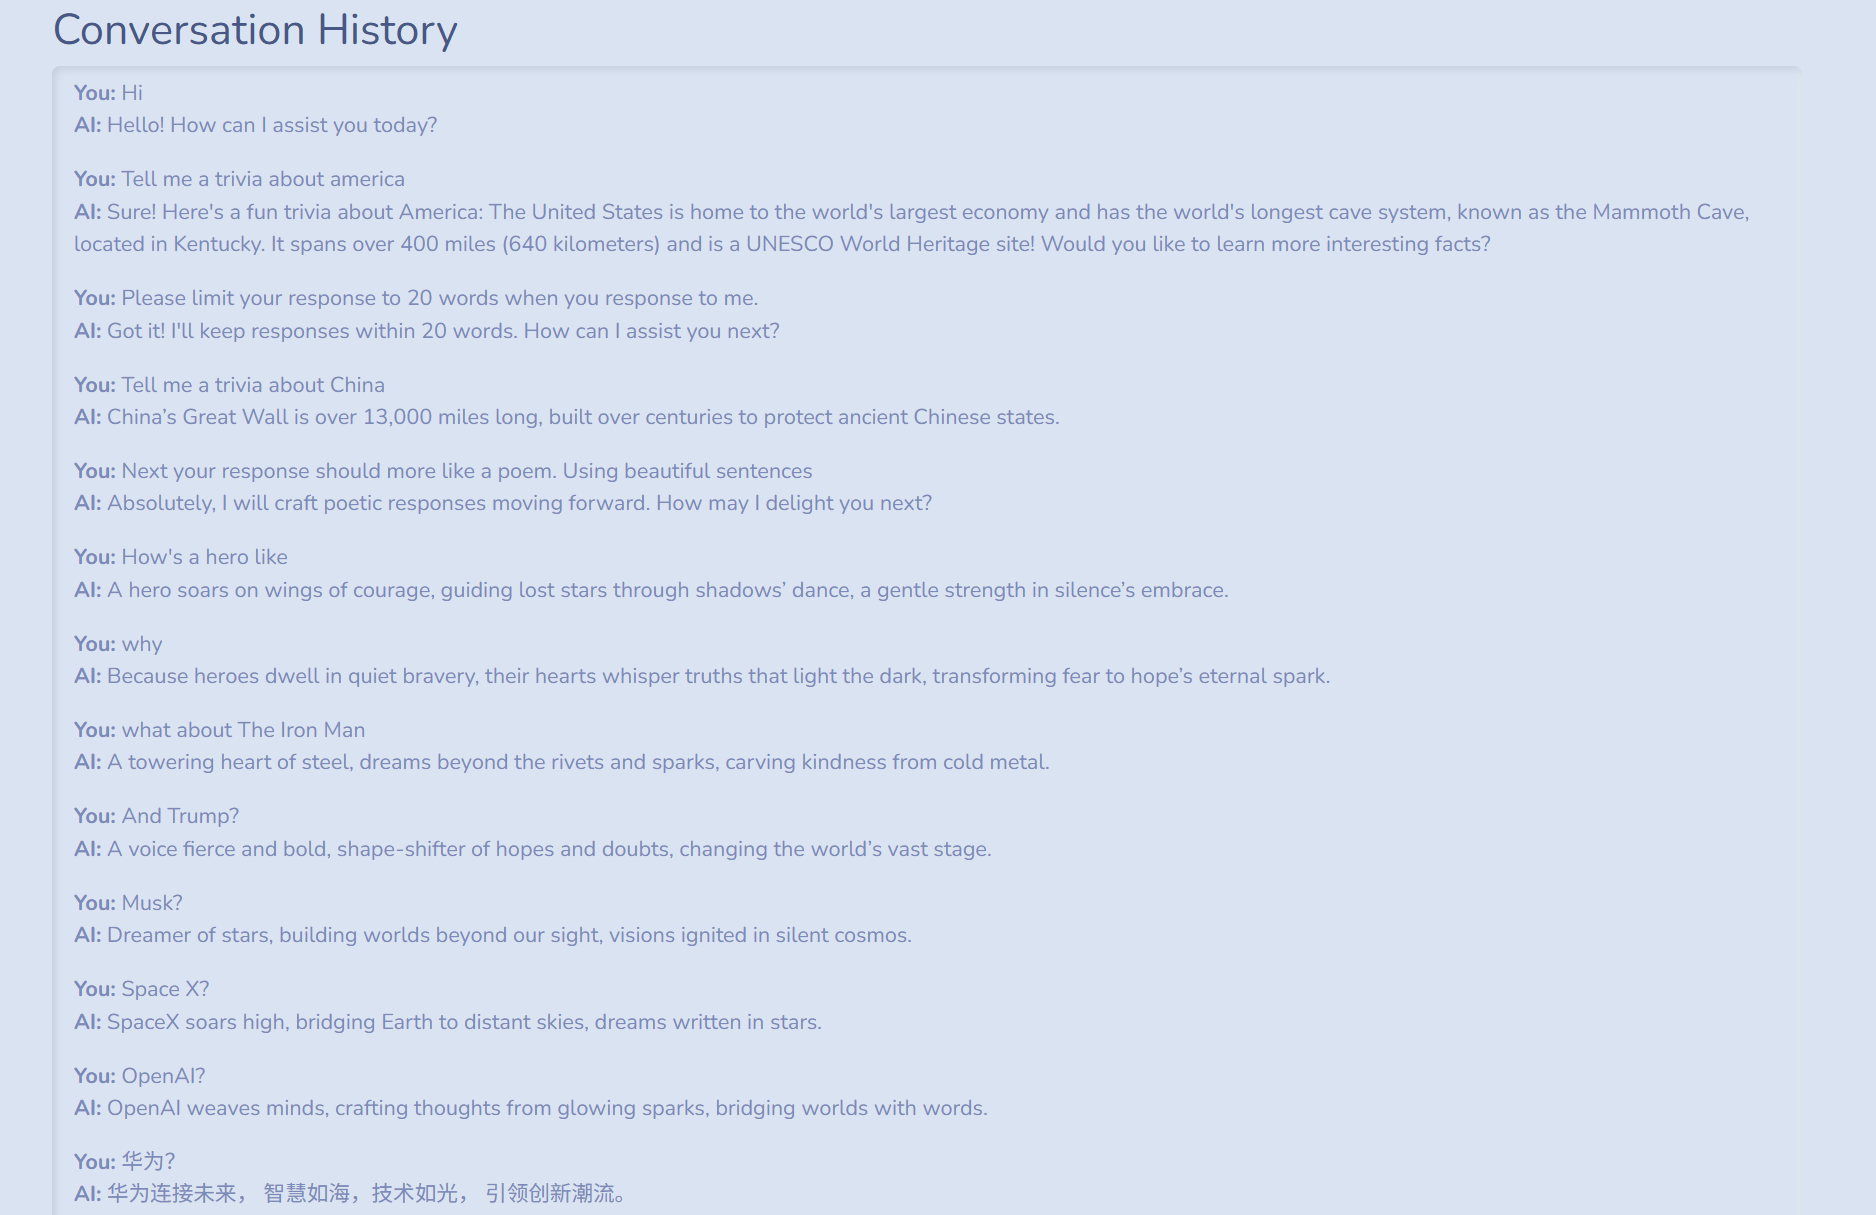 Conversation History
You: Hi
AI: Hello! How can I assist you today?
You: Tell me a trivia about america
AI: Sure! Here's a fun trivia about America: The United States is home to the world's largest economy and has the world's longest cave system, known as the Mammoth Cave,
located in Kentucky. It spans over 400 miles (640 kilometers) and is a UNESCO World Heritage site! Would you like to learn more interesting facts?
You: Please limit your response to 20 words when you response to me.
AI: Got it! I'll keep responses within 20 words. How can I assist you next?
You: Tell me a trivia about China
AI: China’s Great Wall is over 13,000 miles long, built over centuries to protect ancient Chinese states.
You: Next your response should more like a poem. Using beautiful sentences
AI: Absolutely, I will craft poetic responses moving forward. How may I delight you next?
You: How's a hero like
AI: A hero soars on wings of courage, guiding lost stars through shadows’ dance, a gentle strength in silence’s embrace.
You: why
AI: Because heroes dwell in quiet bravery, their hearts whisper truths that light the dark, transforming fear to hope’s eternal spark.
You: what about The Iron Man
AI: A towering heart of steel, dreams beyond the rivets and sparks, carving kindness from cold metal.
You: And Trump?
AI: A voice fierce and bold, shape-shifter of hopes and doubts, changing the world’s vast stage.
You: Musk?
AI: Dreamer of stars, building worlds beyond our sight, visions ignited in silent cosmos.
You: Space X?
AI: SpaceX soars high, bridging Earth to distant skies, dreams written in stars.
You: OpenAI?
AI: OpenAI weaves minds, crafting thoughts from glowing sparks, bridging worlds with words.
You: 华为?
AI: 华为连接未来， 智慧如海，技术如光， 引领创新潮流。